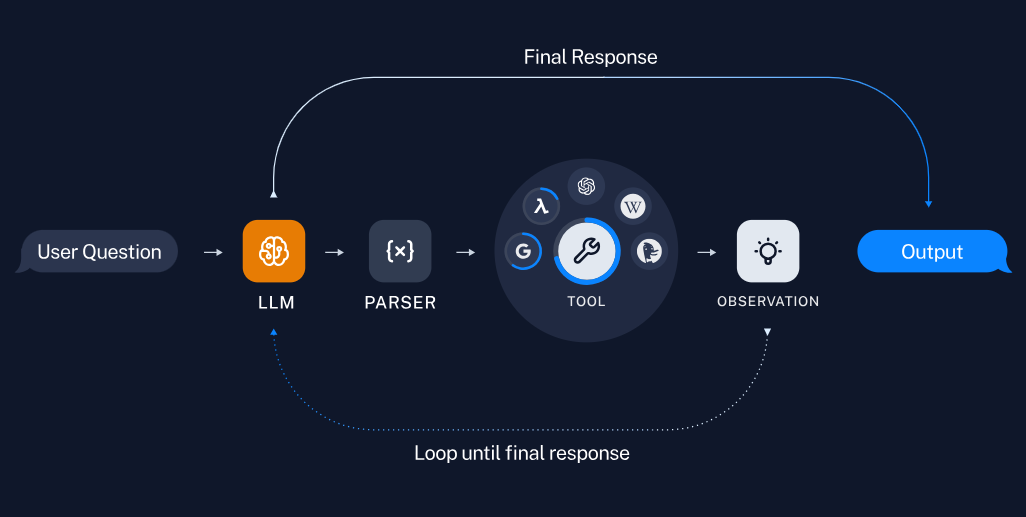 Final Response
User Question
LLM
{×}
PARSER
λ
G
W
TOOL
OBSERVATION
Output
Loop until final response